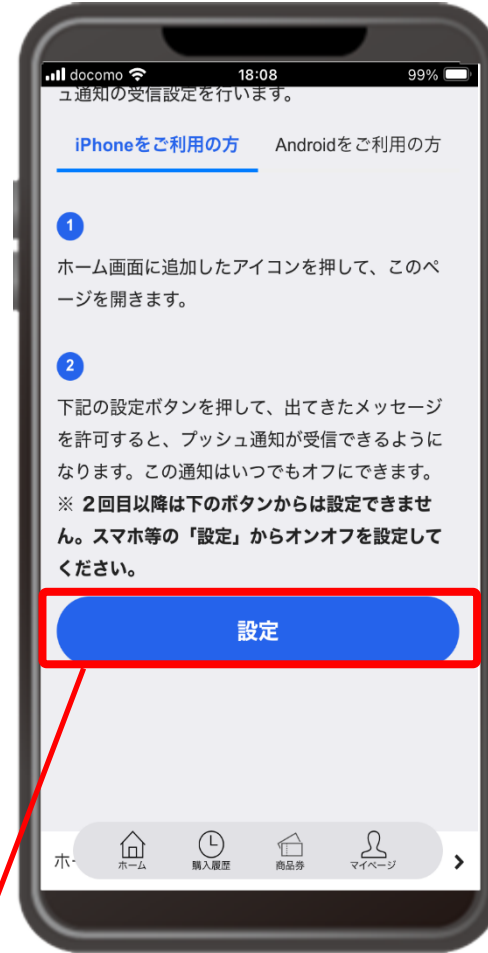 docomo 18:08 99%
ュ通知の受信設定を行います。
iPhoneをご利用の方 Androidをご利用の方
1
ホーム画面に追加したアイコンを押して、このペ
ージを開きます。
2
下記の設定ボタンを押して、出てきたメッセージ
を許可すると、プッシュ通知が受信できるように
なります。この通知はいつでもオフにできます。
※ ２回目以降は下のボタンからは設定できませ
ん。スマホ等の「設定」からオンオフを設定して
ください。
設定
ホー
ホーム 購入履歴 商品券 マイページ